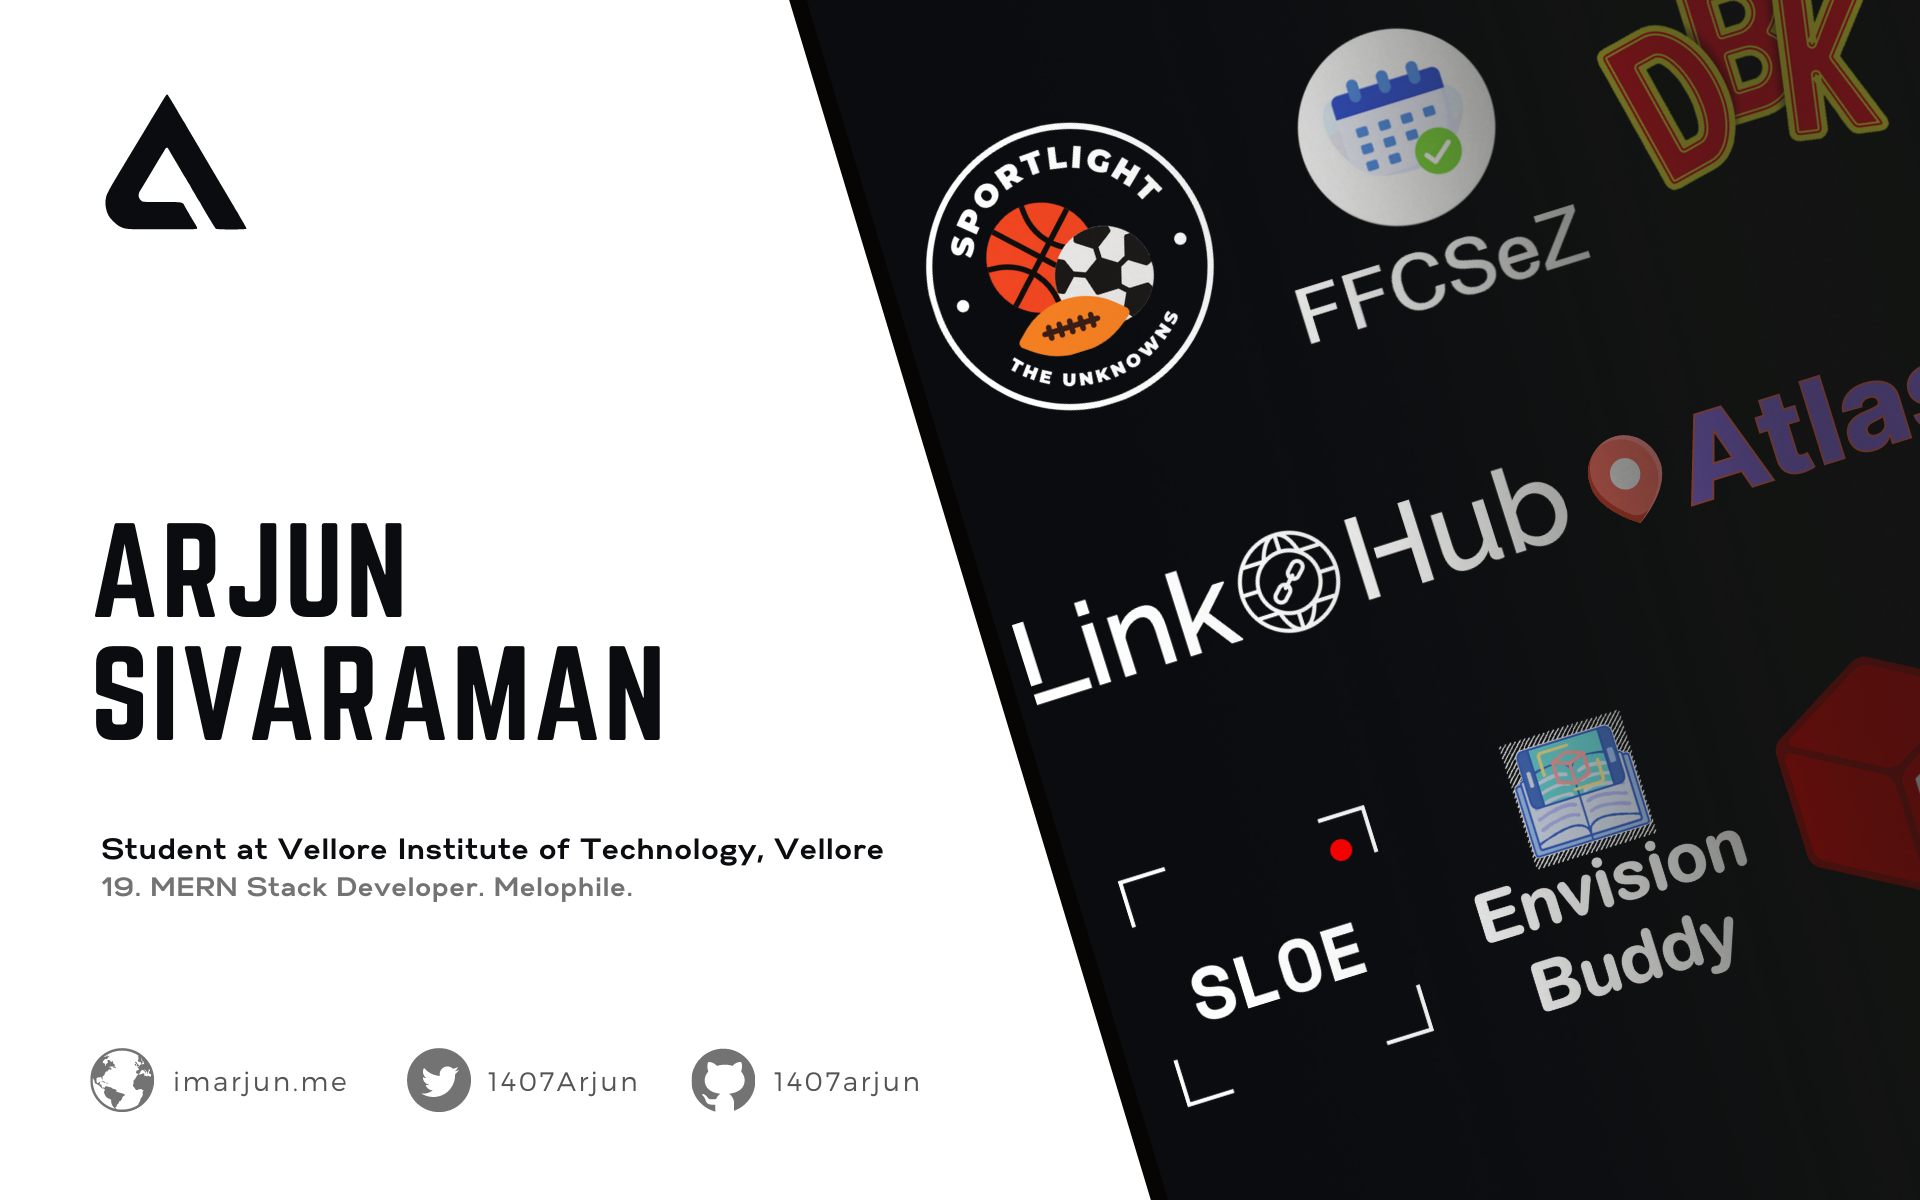 ARJUN
SIVARAMAN
Student at Vellore Institute of Technology, Vellore
19. MERN Stack Developer. Melophile.
imarjun.me
1407Arjun
1407arjun
SPORTLIGHT
THE UNKNOWNS
FFCSeZ
DBK
Link Hub
Atlas
SLOE
Envision
Buddy